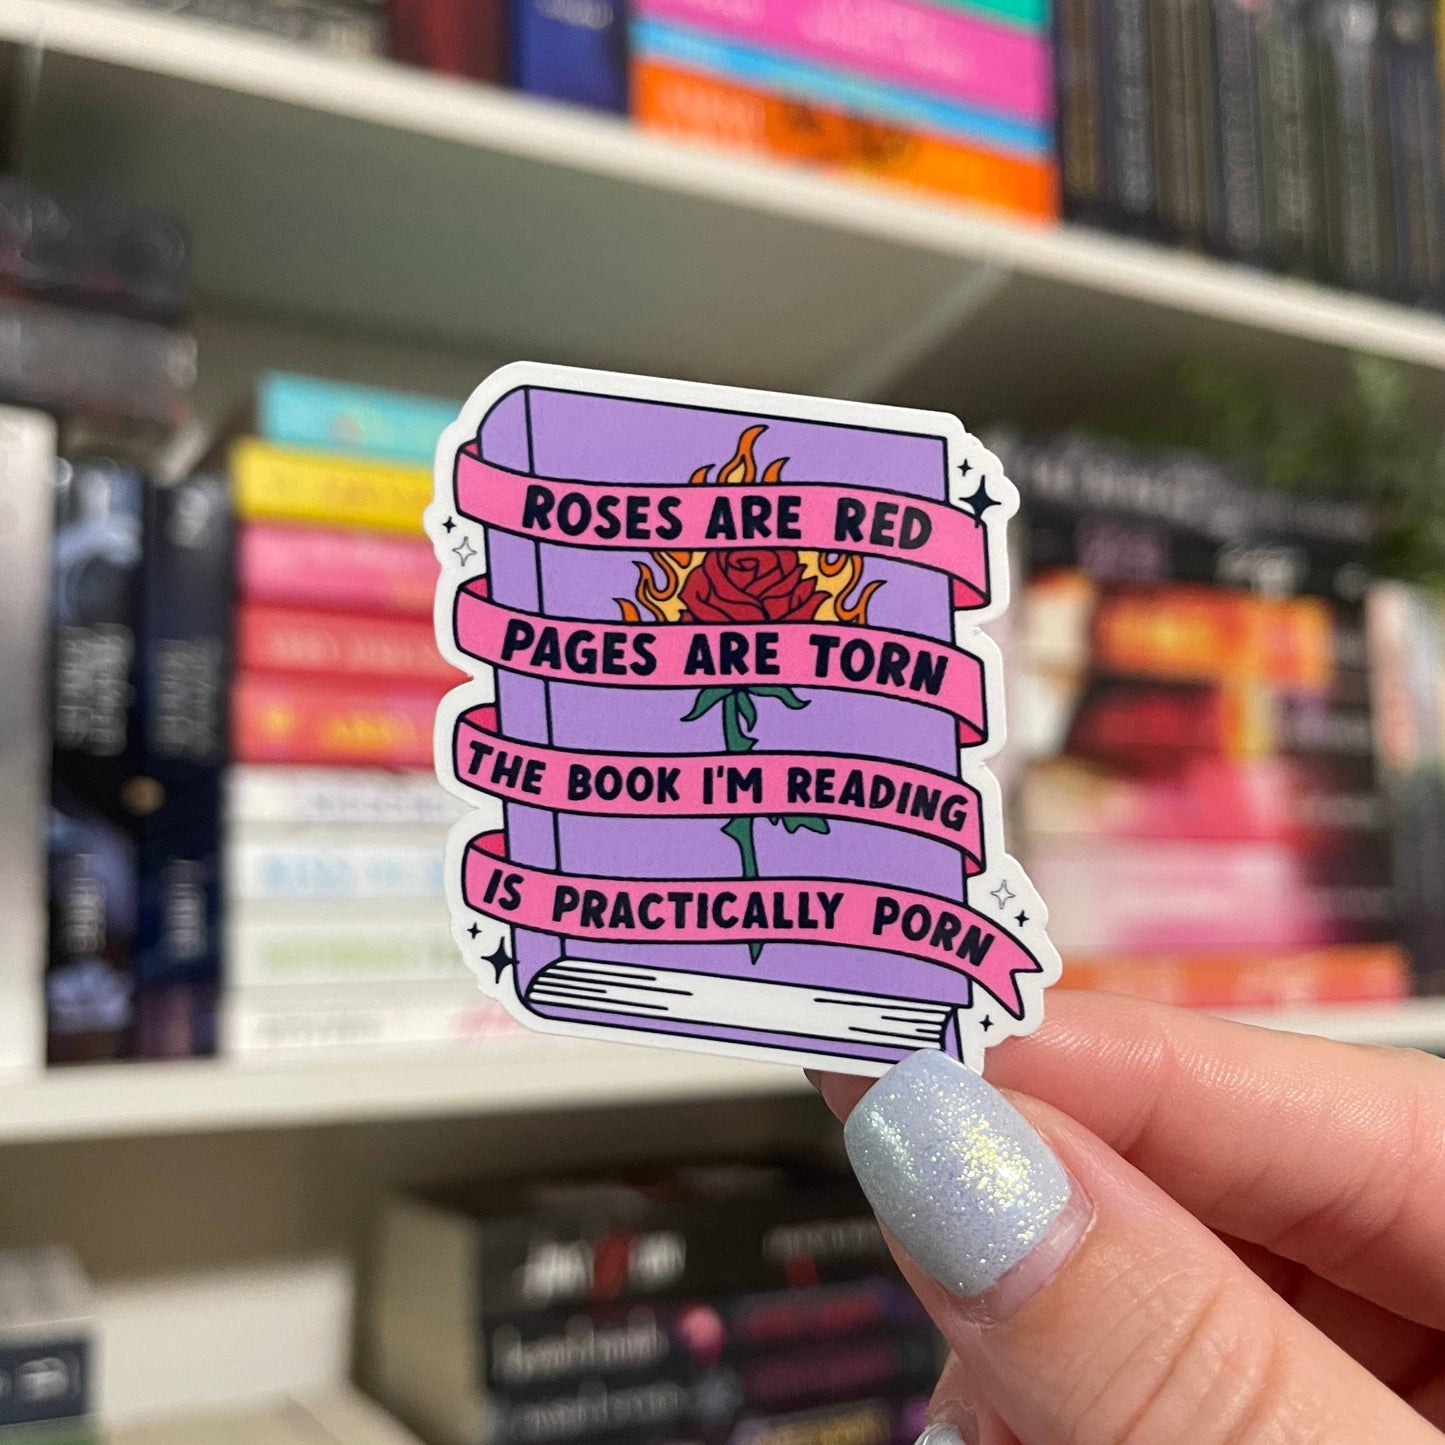 ROSES ARE RED
PAGES ARE TORN
THE BOOK I'M READING
IS PRACTICALLY PORN